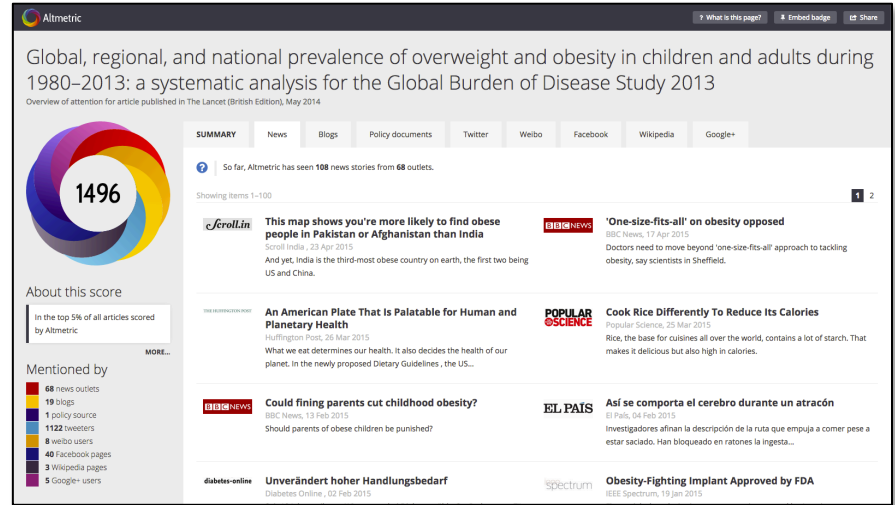 Altmetric
? What is this page?
Embed badge
Share
Global, regional, and national prevalence of overweight and obesity in children and adults during
1980–2013: a systematic analysis for the Global Burden of Disease Study 2013
Overview of attention for article published in The Lancet (British Edition), May 2014
1496
About this score
In the top 5% of all articles scored
by Altmetric
MORE...
Mentioned by
68 news outlets
19 blogs
1 policy source
1122 tweeters
8 weibo users
40 Facebook pages
3 Wikipedia pages
5 Google+ users
SUMMARY News Blogs Policy documents Twitter Weibo Facebook Wikipedia Google+
? So far, Altmetric has seen 108 news stories from 68 outlets.
Showing items 1–100
1 2
Scroll.in
This map shows you're more likely to find obese
people in Pakistan or Afghanistan than India
Scroll India , 23 Apr 2015
And yet, India is the third-most obese country on earth, the first two being
US and China.
BBC NEWS
'One-size-fits-all' on obesity opposed
BBC News, 17 Apr 2015
Doctors need to move beyond 'one-size-fits-all' approach to tackling
obesity, say scientists in Sheffield.
THE HUFFINGTON POST
An American Plate That Is Palatable for Human and
Planetary Health
Huffington Post, 26 Mar 2015
What we eat determines our health. It also decides the health of our
planet. In the newly proposed Dietary Guidelines , the US...
POPULAR
SCIENCE
Cook Rice Differently To Reduce Its Calories
Popular Science, 25 Mar 2015
Rice, the base for cuisines all over the world, contains a lot of starch. That
makes it delicious but also high in calories.
BBC NEWS
Could fining parents cut childhood obesity?
BBC News, 13 Feb 2015
Should parents of obese children be punished?
EL PAÍS
Así se comporta el cerebro durante un atracón
El País, 04 Feb 2015
Investigadores afinan la descripción de la ruta que empuja a comer pese a
estar saciado. Han bloqueado en ratones la ingesta...
diabetes-online
Unverändert hoher Handlungsbedarf
Diabetes Online , 02 Feb 2015
spectrum
Obesity-Fighting Implant Approved by FDA
IEEE Spectrum, 19 Jan 2015